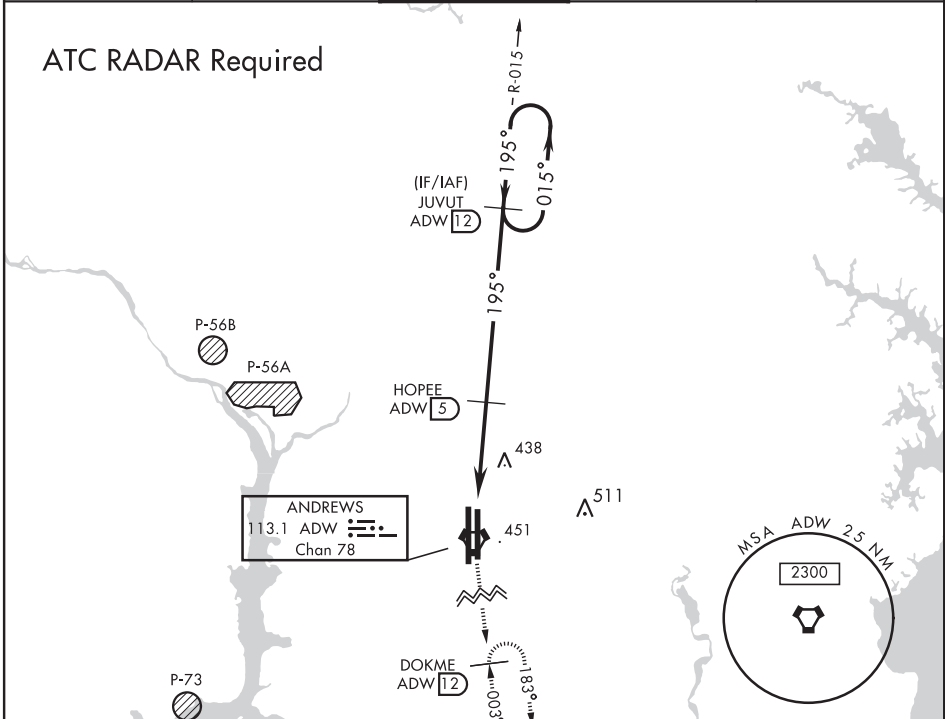 ATC RADAR Required
R-015
195°
015°
(IF/IAF)
JUVUT
ADW 12
195°
P-56B
P-56A
HOPEE
ADW 5
438
511
ANDREWS
113.1 ADW
Chan 78
451
MSA ADW 25 NM
2300
DOKME
ADW 12
183°
003°
P-73